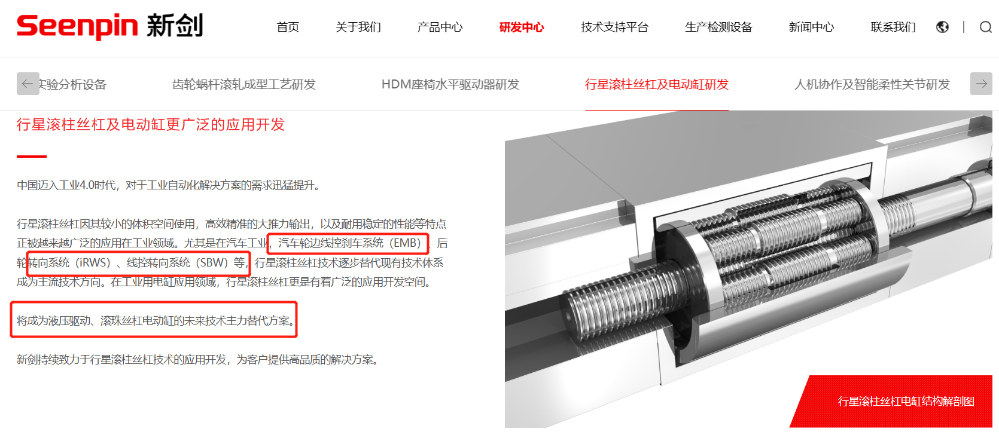 Seenpin 新剑
首页 关于我们 产品中心 研发中心 技术支持平台 生产检测设备 新闻中心 联系我们
实验分析设备 齿轮蜗杆滚轧成型工艺研发 HDM座椅水平驱动器研发 行星滚柱丝杠及电动缸研发 人机协作及智能柔性关节研发
行星滚柱丝杠及电动缸更广泛的应用开发
中国迈入工业4.0时代，对于工业自动化解决方案的需求迅猛提升。
行星滚柱丝杠因其较小的体积空间使用，高效精准的大推力输出，以及耐用稳定的性能等特点
正被越来越广泛的应用在工业领域。尤其是在汽车工业，汽车轮边线控刹车系统（EMB）、后
轮转向系统（iRWS）、线控转向系统（SBW）等，行星滚柱丝杠技术逐步替代现有技术体系
成为主流技术方向。在工业用电缸应用领域，行星滚柱丝杠更是有着广泛的应用开发空间。
将成为液压驱动、滚珠丝杠电动缸的未来技术主力替代方案。
新剑持续致力于行星滚柱丝杠技术的应用开发，为客户提供高品质的解决方案。
行星滚柱丝杠电缸结构解剖图